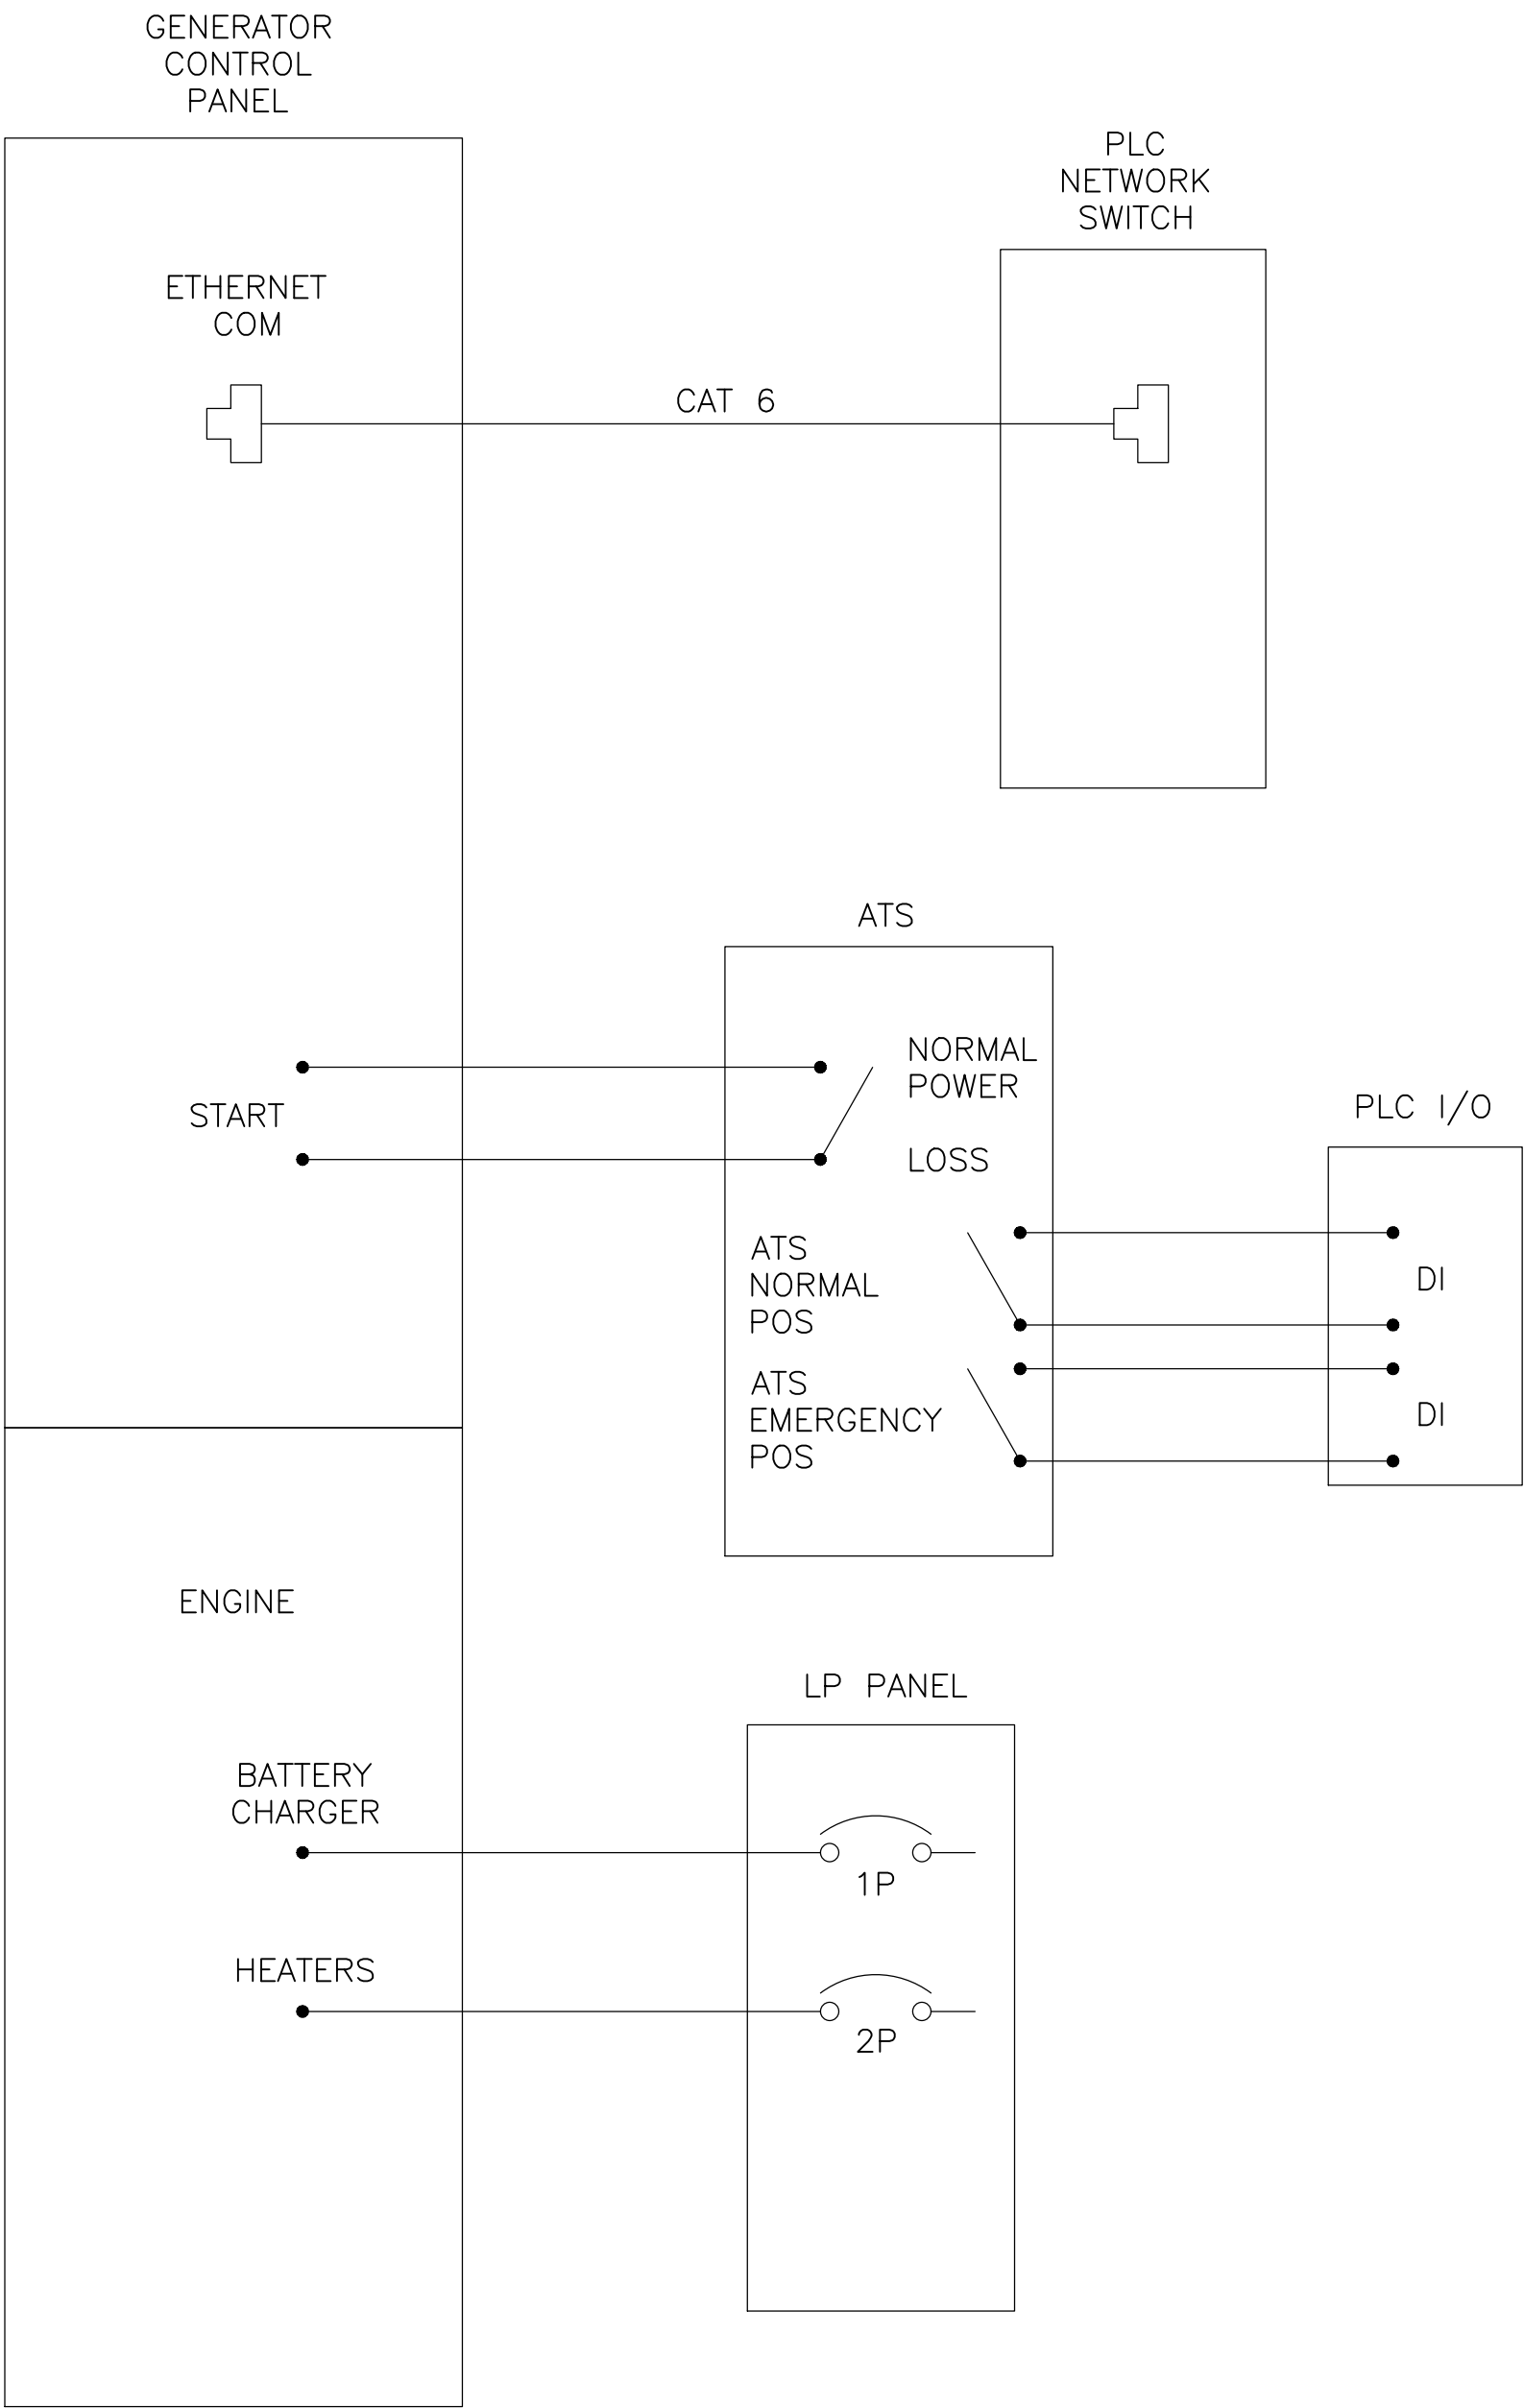 GENERATOR
CONTROL
PANEL
PLC
NETWORK
SWITCH
ETHERNET
COM
CAT 6
ATS
NORMAL
POWER
LOSS
START
PLC I/O
ATS
NORMAL
POS
DI
ATS
EMERGENCY
POS
DI
ENGINE
LP PANEL
BATTERY
CHARGER
1P
HEATERS
2P